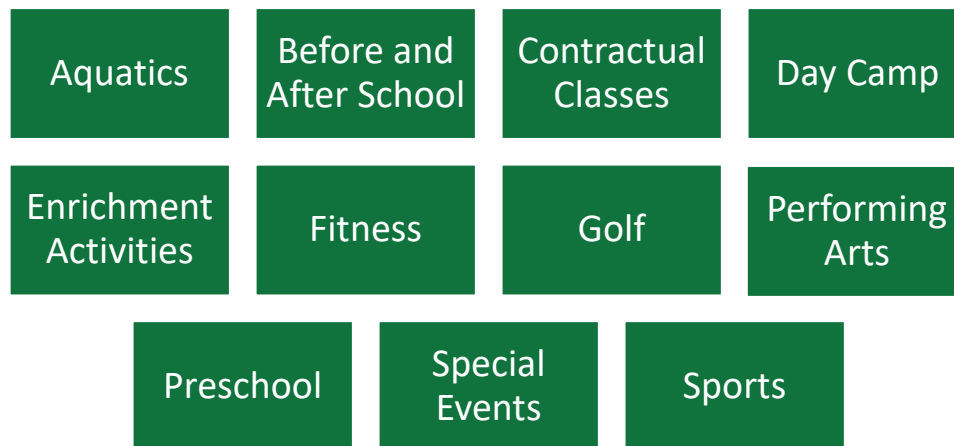 Aquatics
Before and
After School
Contractual
Classes
Day Camp
Enrichment
Activities
Fitness
Golf
Performing
Arts
Preschool
Special
Events
Sports